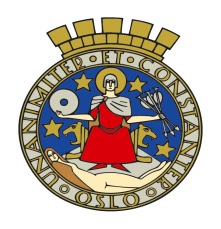 UNANIMITER · ET · CONSTANTER · OSLO ·